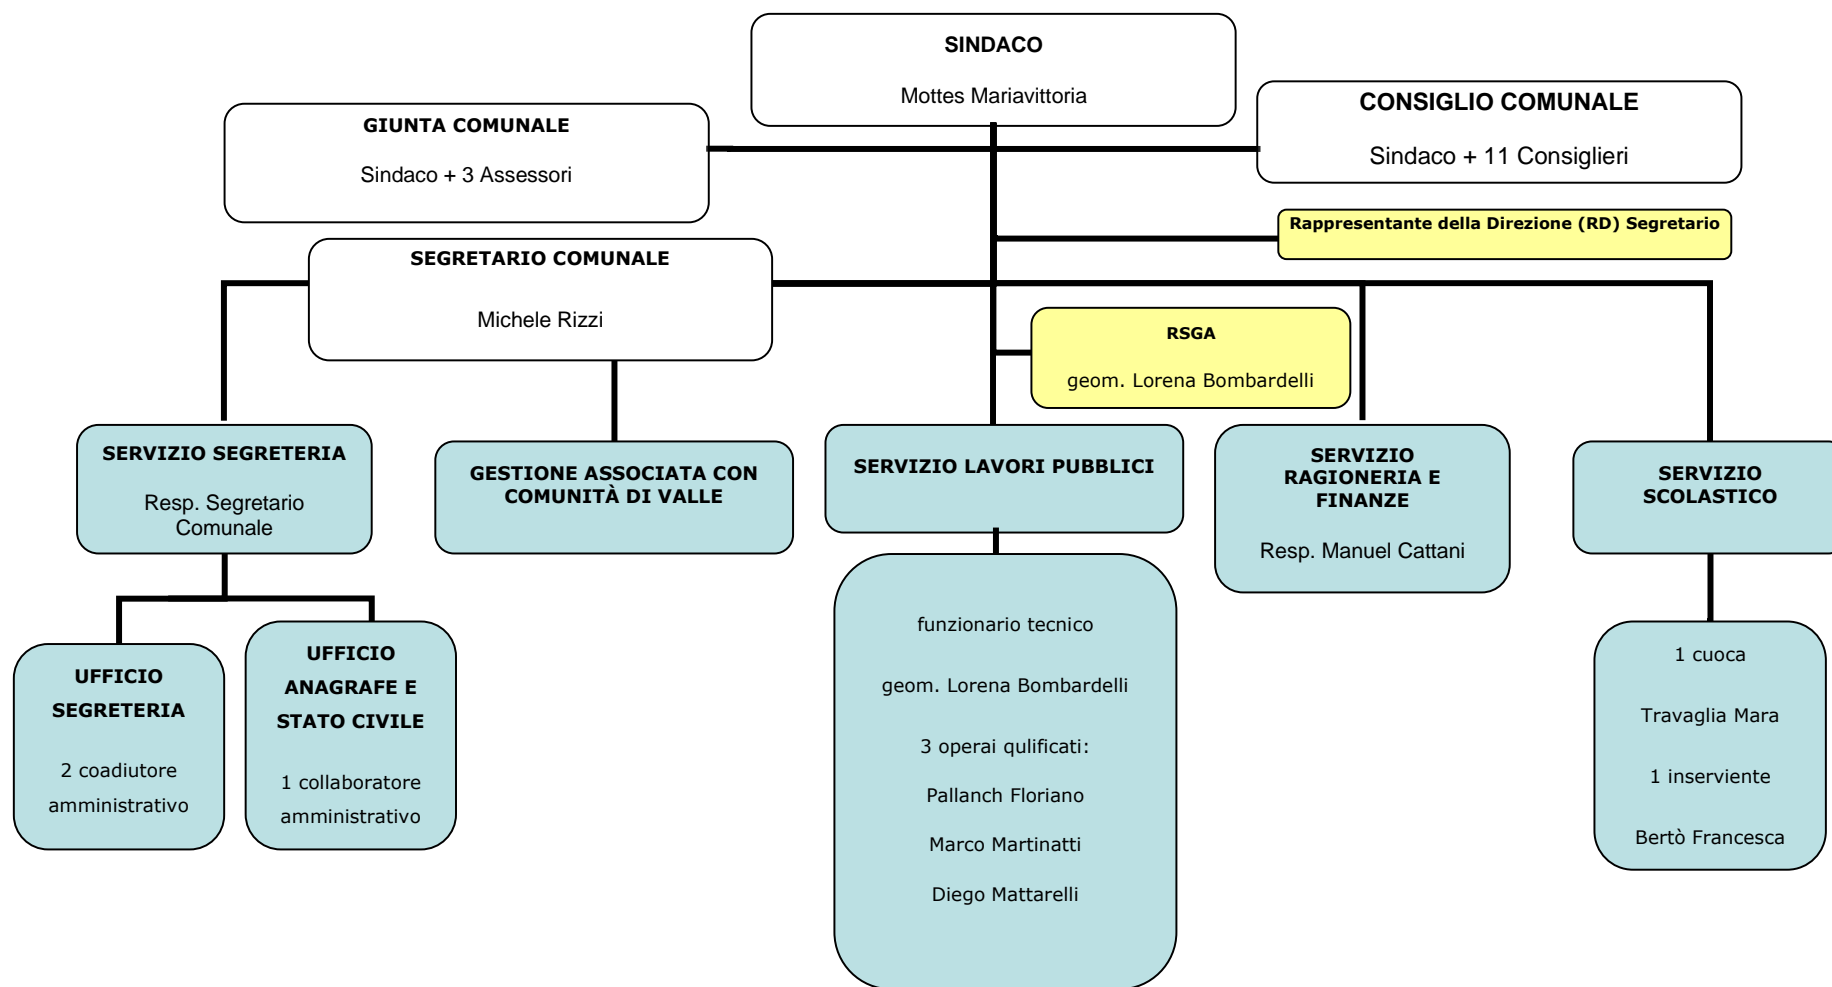 SINDACO
Mottes Mariavittoria
GIUNTA COMUNALE
Sindaco + 3 Assessori
CONSIGLIO COMUNALE
Sindaco + 11 Consiglieri
Rappresentante della Direzione (RD) Segretario
SEGRETARIO COMUNALE
Michele Rizzi
RSGA
geom. Lorena Bombardelli
SERVIZIO SEGRETERIA
Resp. Segretario
Comunale
GESTIONE ASSOCIATA CON
COMUNITÀ DI VALLE
SERVIZIO LAVORI PUBBLICI
SERVIZIO
RAGIONERIA E
FINANZE
Resp. Manuel Cattani
SERVIZIO
SCOLASTICO
UFFICIO
SEGRETERIA
2 coadiutore
amministrativo
UFFICIO
ANAGRAFE E
STATO CIVILE
1 collaboratore
amministrativo
funzionario tecnico
geom. Lorena Bombardelli
3 operai qulificati:
Pallanch Floriano
Marco Martinatti
Diego Mattarelli
1 cuoca
Travaglia Mara
1 inserviente
Bertò Francesca